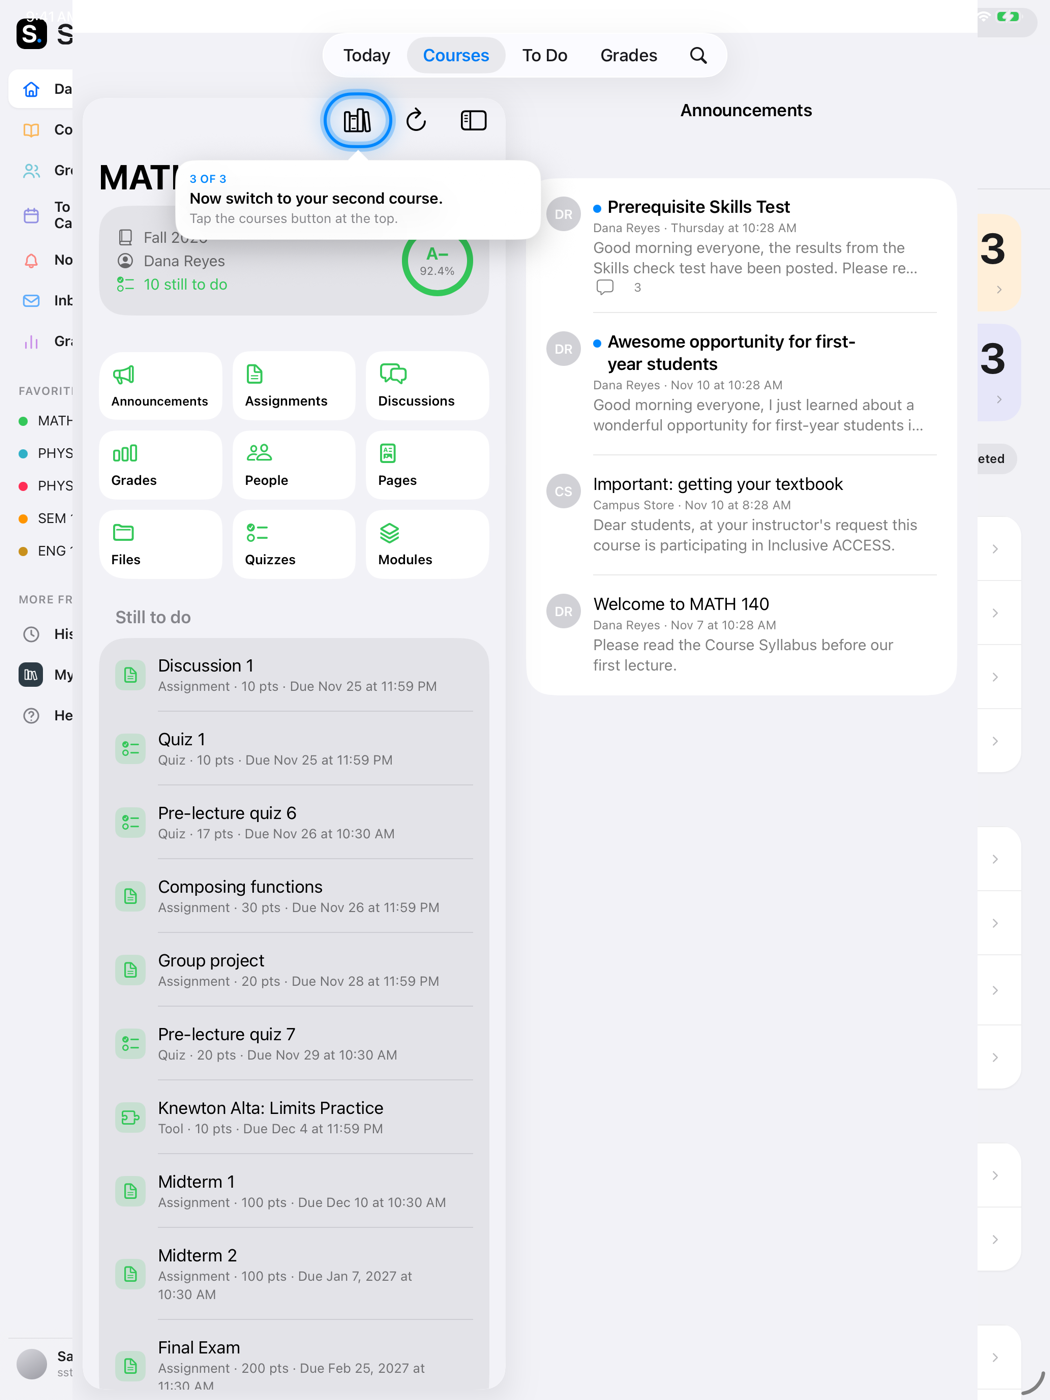 S.
S
Da
Co
Gre
To
Ca
No
Inb
Gra
FAVORIT
MATH
PHYS
PHYS
SEM
ENG
MORE FR
His
My
He
Sa
sst
Today
Courses
To Do
Grades
MATH
3 OF 3
Now switch to your second course.
Tap the courses button at the top.
Fall 2026
Dana Reyes
10 still to do
A–
92.4%
Announcements
Assignments
Discussions
Grades
People
Pages
Files
Quizzes
Modules
Still to do
Discussion 1
Assignment · 10 pts · Due Nov 25 at 11:59 PM
Quiz 1
Quiz · 10 pts · Due Nov 25 at 11:59 PM
Pre-lecture quiz 6
Quiz · 17 pts · Due Nov 26 at 10:30 AM
Composing functions
Assignment · 30 pts · Due Nov 26 at 11:59 PM
Group project
Assignment · 20 pts · Due Nov 28 at 11:59 PM
Pre-lecture quiz 7
Quiz · 20 pts · Due Nov 29 at 10:30 AM
Knewton Alta: Limits Practice
Tool · 10 pts · Due Dec 4 at 11:59 PM
Midterm 1
Assignment · 100 pts · Due Dec 10 at 10:30 AM
Midterm 2
Assignment · 100 pts · Due Jan 7, 2027 at
10:30 AM
Final Exam
Assignment · 200 pts · Due Feb 25, 2027 at
11:30 AM
Announcements
DR
Prerequisite Skills Test
Dana Reyes · Thursday at 10:28 AM
Good morning everyone, the results from the
Skills check test have been posted. Please re...
3
DR
Awesome opportunity for first-
year students
Dana Reyes · Nov 10 at 10:28 AM
Good morning everyone, I just learned about a
wonderful opportunity for first-year students i...
CS
Important: getting your textbook
Campus Store · Nov 10 at 8:28 AM
Dear students, at your instructor's request this
course is participating in Inclusive ACCESS.
DR
Welcome to MATH 140
Dana Reyes · Nov 7 at 10:28 AM
Please read the Course Syllabus before our
first lecture.
3
3
eted